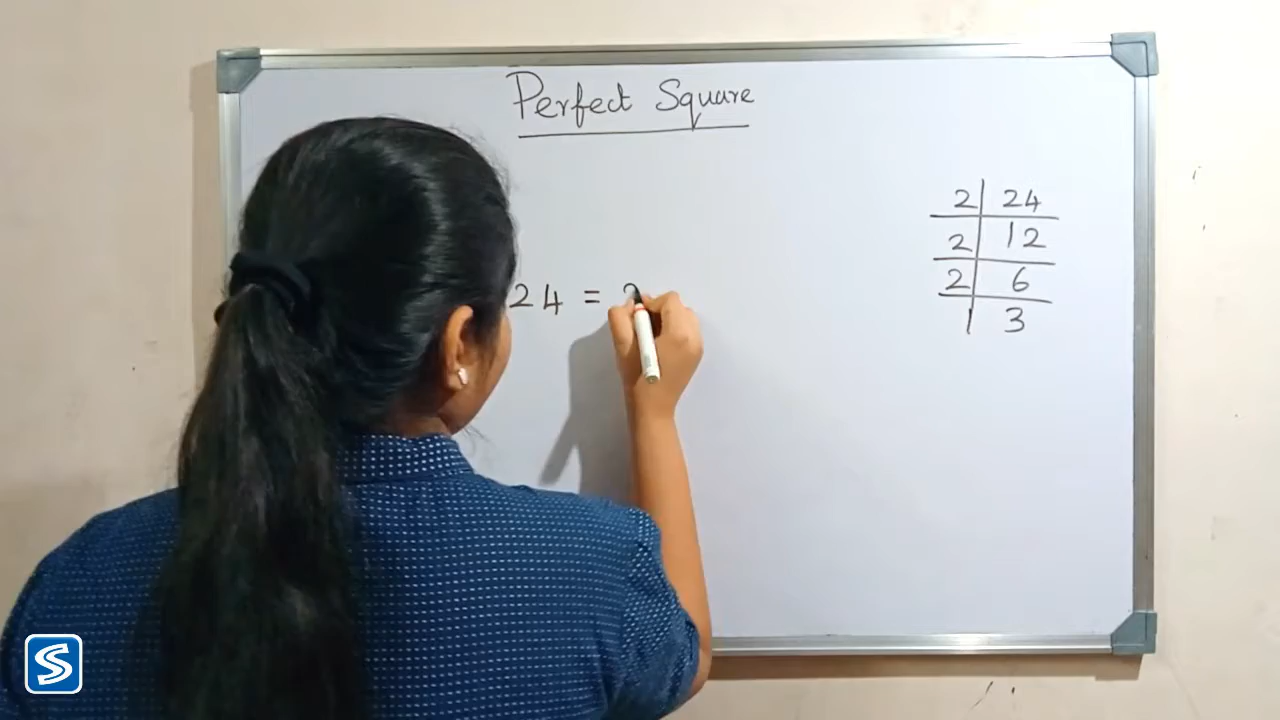 Perfect Square
2 | 24
2 | 12
2 | 6
| 3
24 = 2
S